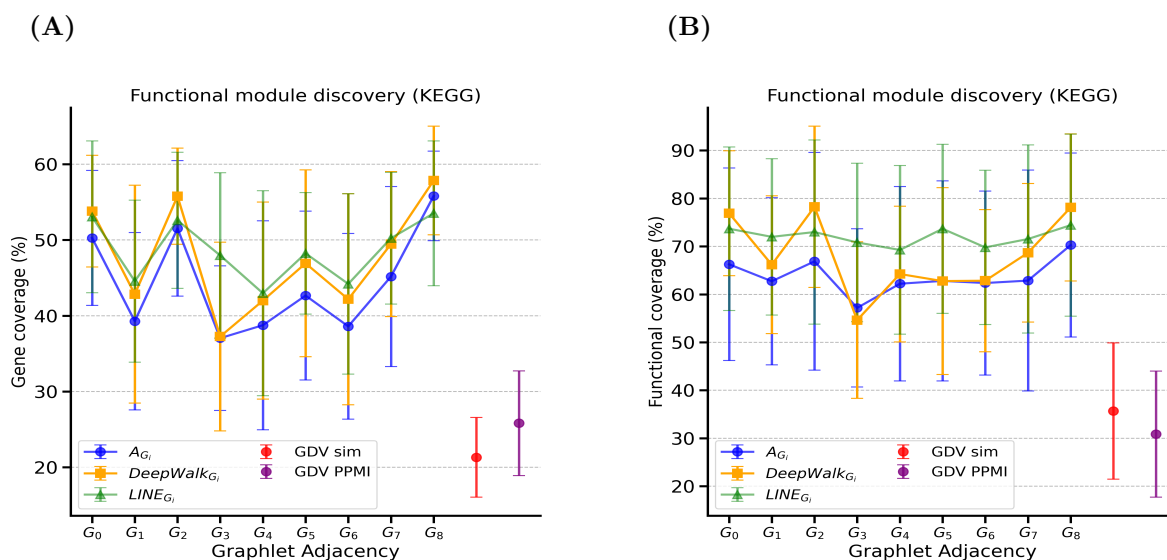 (A)
Functional module discovery (KEGG)
Gene coverage (%)
60
50
40
30
20
A_{G_i}
DeepWalk_{G_i}
LINE_{G_i}
GDV sim
GDV PPMI
G_0 G_1 G_2 G_3 G_4 G_5 G_6 G_7 G_8
Graphlet Adjacency
(B)
Functional module discovery (KEGG)
Functional coverage (%)
90
80
70
60
50
40
30
20
A_{G_i}
DeepWalk_{G_i}
LINE_{G_i}
GDV sim
GDV PPMI
G_0 G_1 G_2 G_3 G_4 G_5 G_6 G_7 G_8
Graphlet Adjacency